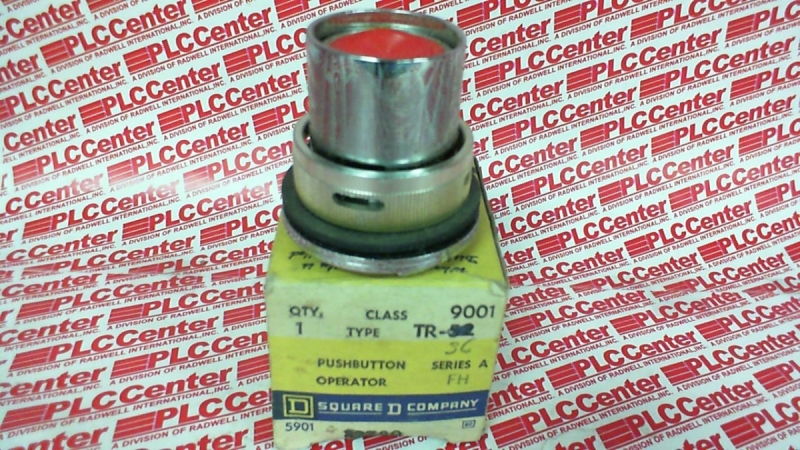 PLCCenter
A DIVISION OF RADWELL INTERNATIONAL, INC.
QTY. CLASS 9001
1 TYPE TR-
3C
PUSHBUTTON SERIES A
OPERATOR FH
D SQUARE D COMPANY
5901